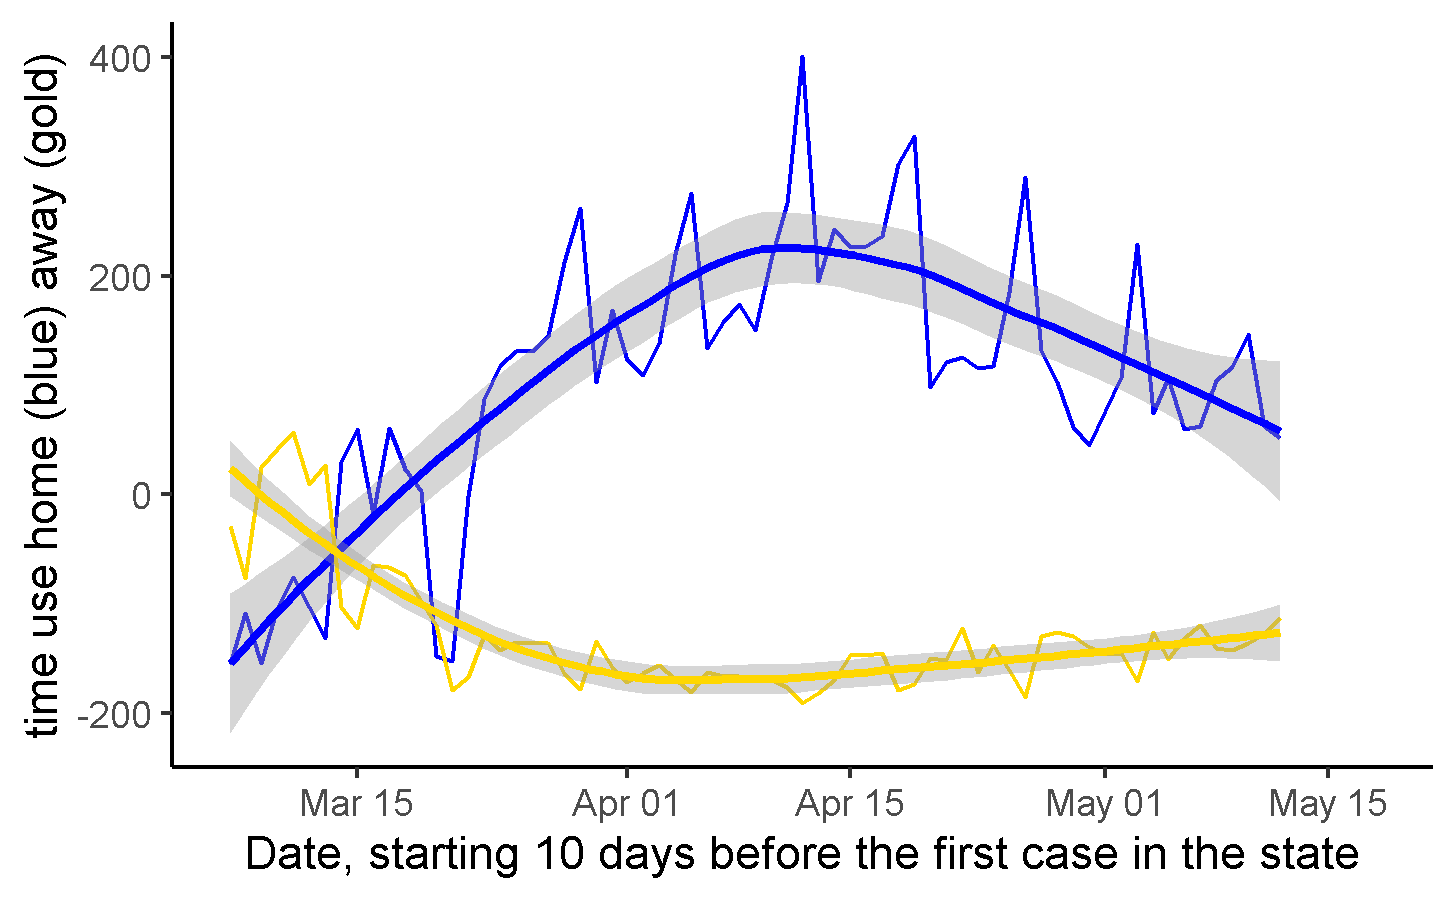 time use home (blue) away (gold)
400
200
0
-200
Mar 15
Apr 01
Apr 15
May 01
May 15
Date, starting 10 days before the first case in the state